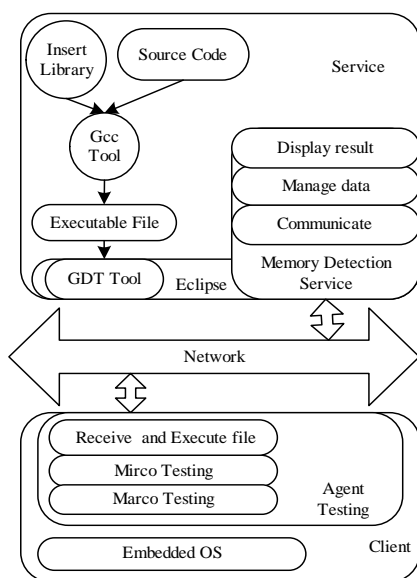 Insert
Library
Source Code
Service
Gcc
Tool
Display result
Manage data
Executable File
Communicate
GDT Tool
Eclipse
Memory Detection
Service
Network
Receive and Execute file
Mirco Testing
Marco Testing
Agent
Testing
Embedded OS
Client